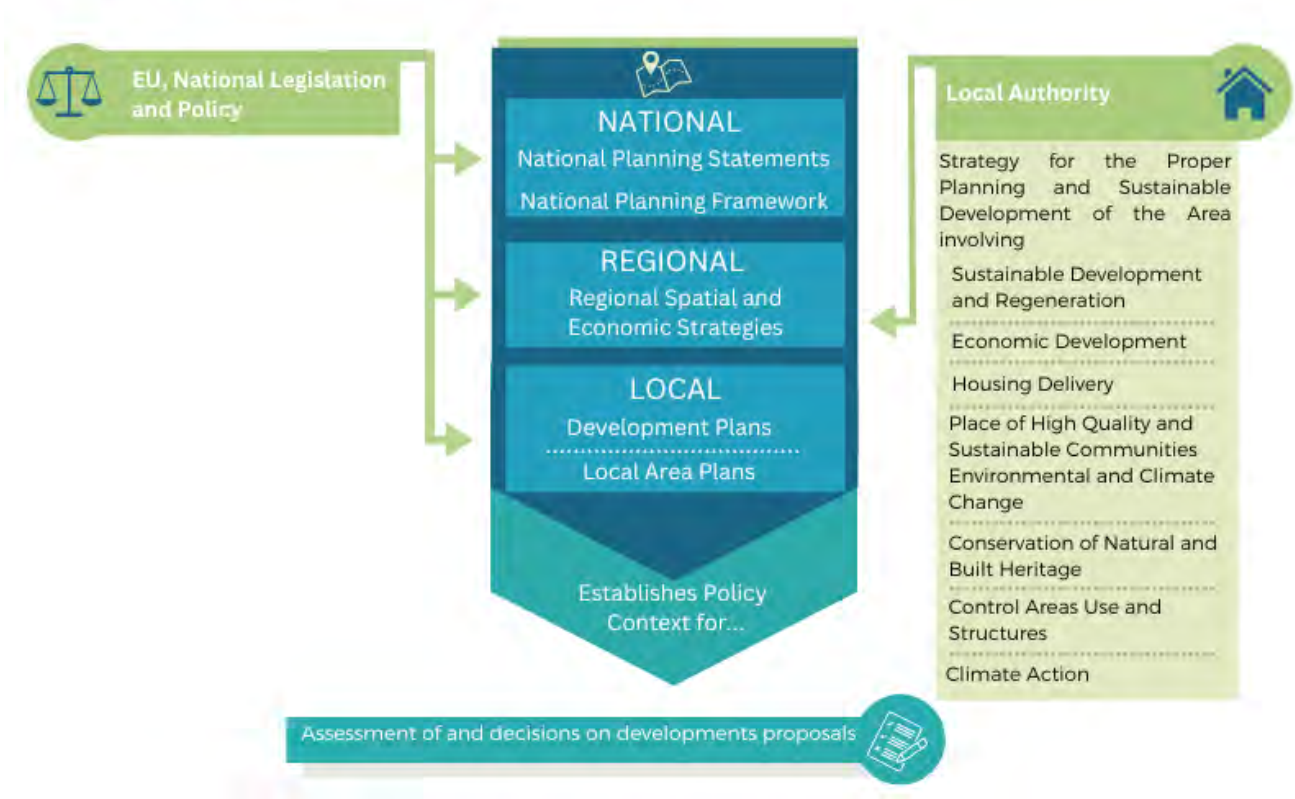 EU, National Legislation
and Policy
NATIONAL
National Planning Statements
National Planning Framework
REGIONAL
Regional Spatial and
Economic Strategies
LOCAL
Development Plans
Local Area Plans
Establishes Policy
Context for...
Assessment of and decisions on developments proposals
Local Authority
Strategy for the Proper
Planning and Sustainable
Development of the Area
involving
Sustainable Development
and Regeneration
Economic Development
Housing Delivery
Place of High Quality and
Sustainable Communities
Environmental and Climate
Change
Conservation of Natural and
Built Heritage
Control Areas Use and
Structures
Climate Action